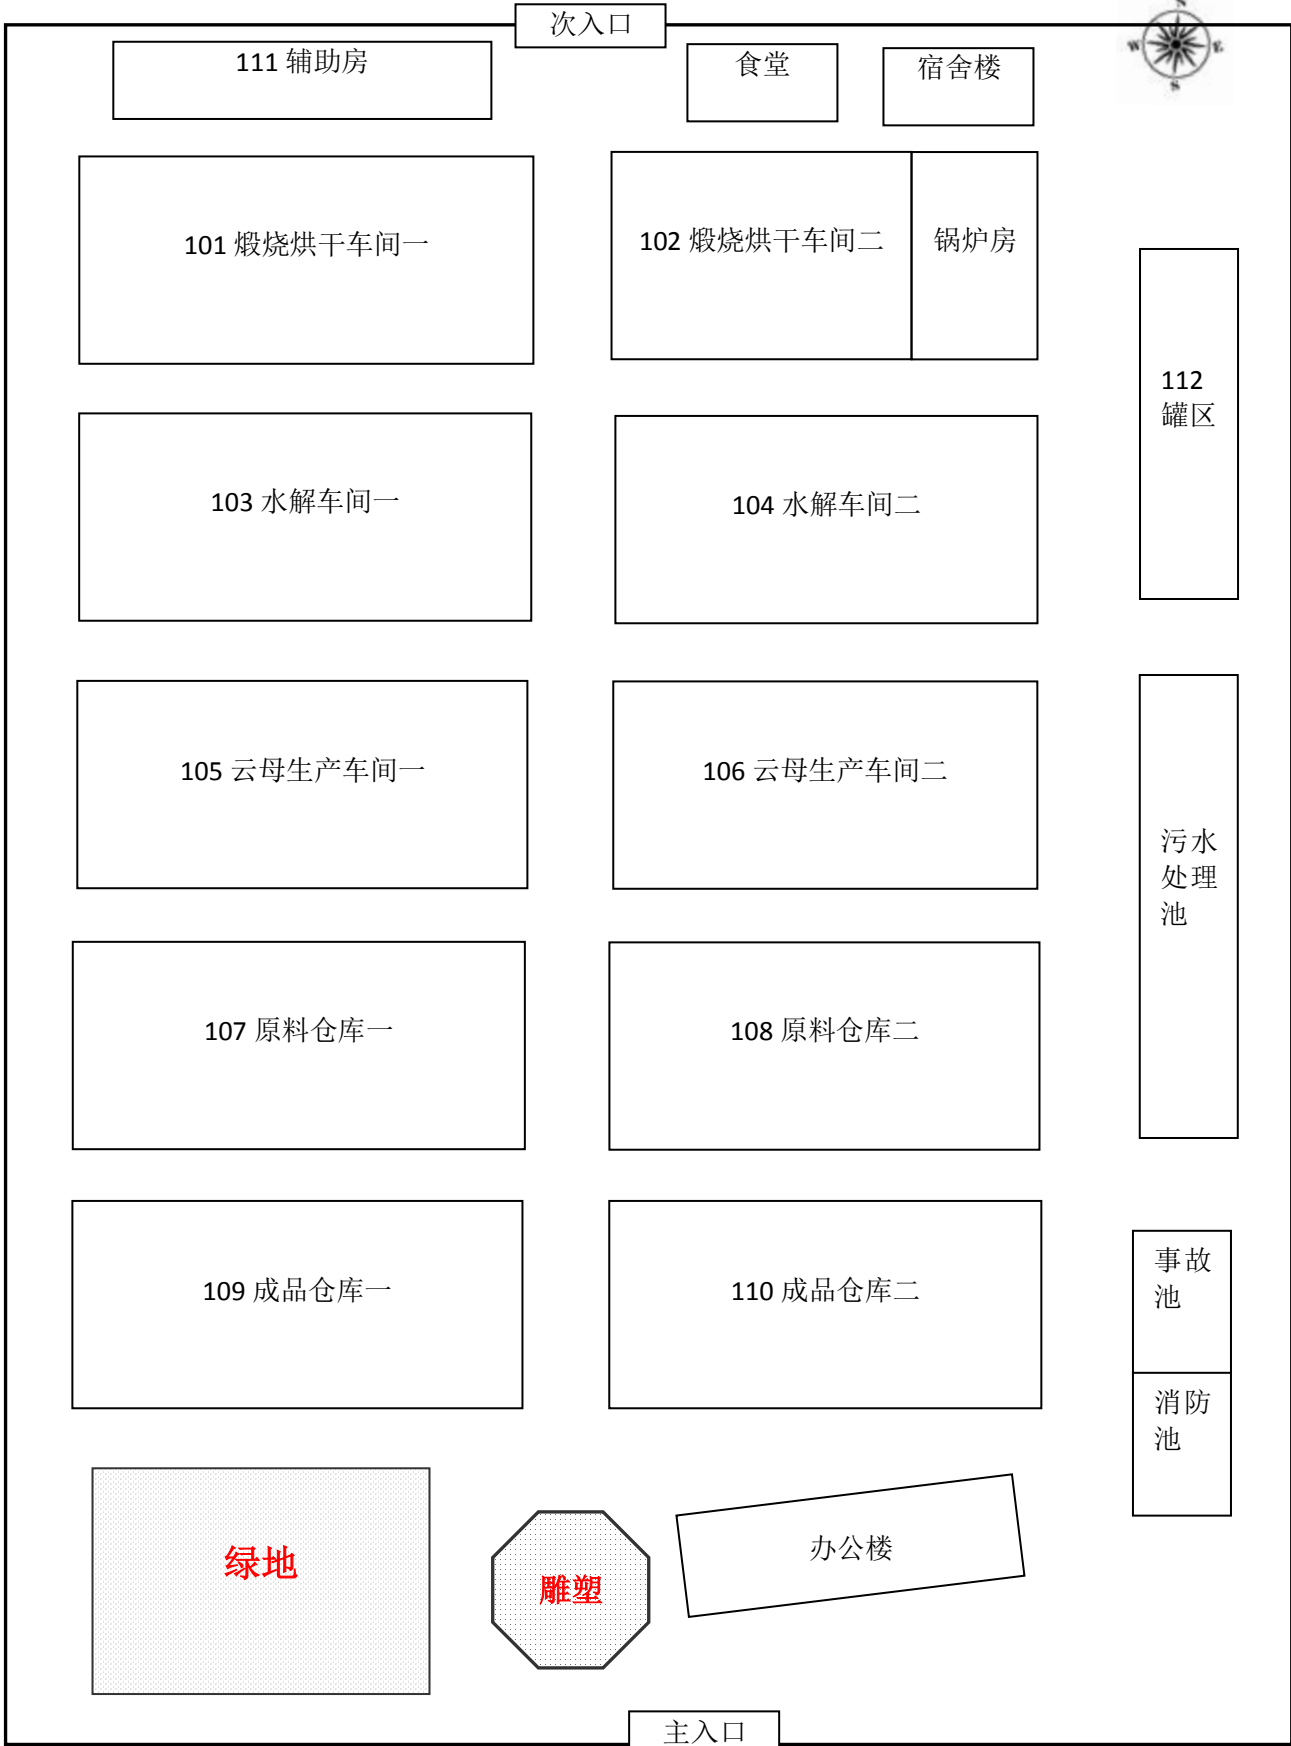 次入口
111 辅助房
食堂
宿舍楼
W
E
S
101 煅烧烘干车间一
102 煅烧烘干车间二
锅炉房
112
罐区
103 水解车间一
104 水解车间二
105 云母生产车间一
106 云母生产车间二
污水
处理
池
107 原料仓库一
108 原料仓库二
109 成品仓库一
110 成品仓库二
事故
池
消防
池
绿地
雕塑
办公楼
主入口